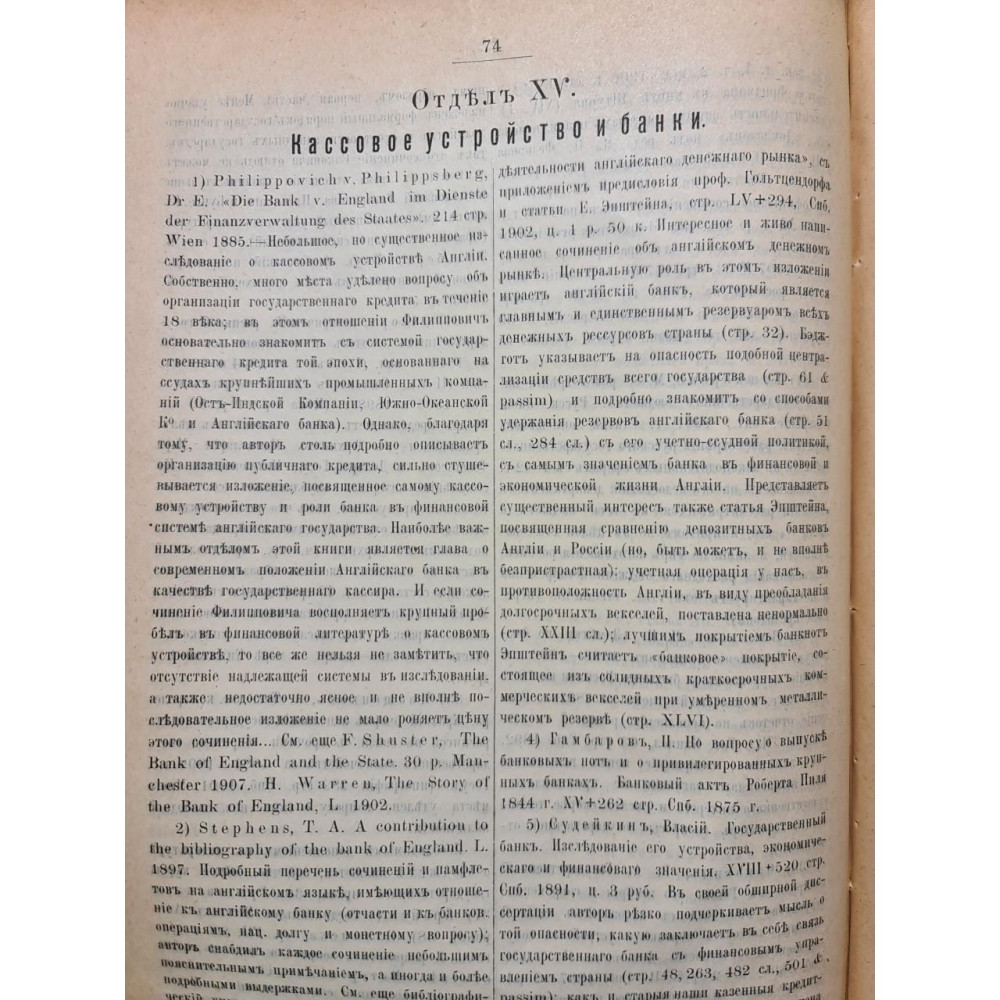 74
Отдѣлъ XV.
Кассовое устройство и банки.
1) Philippovich v. Philippsberg,
Dr E. «Die Bank v. England im Dienste
der Finanzverwaltung des Staates». 214 стр.
Wien 1885.—Небольшое, но существенное из-
слѣдованіе о кассовомъ устройствѣ Англіи.
Собственно, много мѣста удѣлено вопросу объ
организаціи государственнаго кредита въ теченіе
18 вѣка; въ этомъ отношеніи Филипповичъ
основательно знакомитъ съ системой государ-
ственнаго кредита той эпохи, основаннаго на
ссудахъ крупнѣйшихъ промышленныхъ компа-
ній (Остъ-Индской Компаніи, Южно-Океанской
Ко и Англійскаго банка). Однако, благодаря
тому, что авторъ столь подробно описываетъ
организацію публичнаго кредита, сильно стуше-
вывается изложеніе, посвященное самому кассо-
вому устройству и роли банка въ финансовой
системѣ англійскаго государства. Наиболѣе важ-
нымъ отдѣломъ этой книги является глава о
современномъ положеніи Англійскаго банка въ
качествѣ государственнаго кассира. И если со-
чиненіе Филипповича восполняетъ крупный про-
бѣлъ въ финансовой литературѣ о кассовомъ
устройствѣ, то все же нельзя не замѣтить, что
отсутствіе надлежащей системы въ изслѣдованіи,
а также недостаточно ясное и не вполнѣ по-
слѣдовательное изложеніе не мало роняетъ цѣну
этого сочиненія... См. еще F. Shuster, The
Bank of England and the State. 30 p. Man-
chester 1907. H. Warren, The Story of
the Bank of England, L 1902.
2) Stephens, T. A. A contribution to
the bibliography of the bank of England. L.
1897. Подробный перечень сочиненій и памфле-
товъ на англійскомъ языкѣ, имѣющихъ отноше-
ніе къ англійскому банку (отчасти и къ банков.
операціямъ, нац. долгу и монетному вопросу);
авторъ снабдилъ каждое сочиненіе небольшимъ
пояснительнымъ примѣчаніемъ, а иногда и болѣе
подробными выдержками. См. еще библіографи-
дѣятельности англійскаго денежнаго рынка», съ
приложеніемъ предисловія проф. Гольтцендорфа
и статьи Е. Эпштейна, стр. LV+294, Спб.
1902, ц. 1 р. 50 к. Интересное и живо напи-
санное сочиненіе объ англійскомъ денежномъ
рынкѣ. Центральную роль въ этомъ изложеніи
играетъ англійскій банкъ, который является
главнымъ и единственнымъ резервуаромъ всѣхъ
денежныхъ рессурсовъ страны (стр. 32). Бэдж-
готъ указываетъ на опасность подобной центра-
лизаціи средствъ всего государства (стр. 61 &
passim) и подробно знакомитъ со способами
удержанія резервовъ англійскаго банка (стр. 51
сл., 284 сл.) съ его учетно-ссудной политикой,
съ самымъ значеніемъ банка въ финансовой и
экономической жизни Англіи. Представляетъ
существенный интересъ также статья Эпштейна,
посвященная сравненію депозитныхъ банковъ
Англіи и Россіи (но, быть можетъ, и не вполнѣ
безпристрастная); учетная операція у насъ, въ
противоположность Англіи, въ виду преобладанія
долгосрочныхъ векселей, поставлена ненормально
(стр. XXIII сл.); лучшимъ покрытіемъ банкнотъ
Эпштейнъ считаетъ «банковое» покрытіе, со-
стоящее изъ солидныхъ краткосрочныхъ ком-
мерческихъ векселей при умѣренномъ металли-
ческомъ резервѣ (стр. XLVI).
4) Гамбаровъ, П. По вопросу о выпускѣ
банковыхъ нотъ и о привилегированныхъ круп-
ныхъ банкахъ. Банковый актъ Роберта Пиля
1844 г. XV+262 стр. Спб. 1875 г.
5) Судейкинъ, Власій. Государственный
банкъ. Изслѣдованіе его устройства, экономиче-
скаго и финансоваго значенія. XVIII+520 стр.
Спб. 1891, ц. 3 руб. Въ своей обширной дис-
сертаціи авторъ рѣзко подчеркиваетъ мысль о
той опасности, какую заключаетъ въ себѣ связь
государственнаго банка съ финансовымъ упра-
вленіемъ страны (стр. 48, 263, 482 сл., 501 &
passim); какъ и старыя наши казенныя кредит-